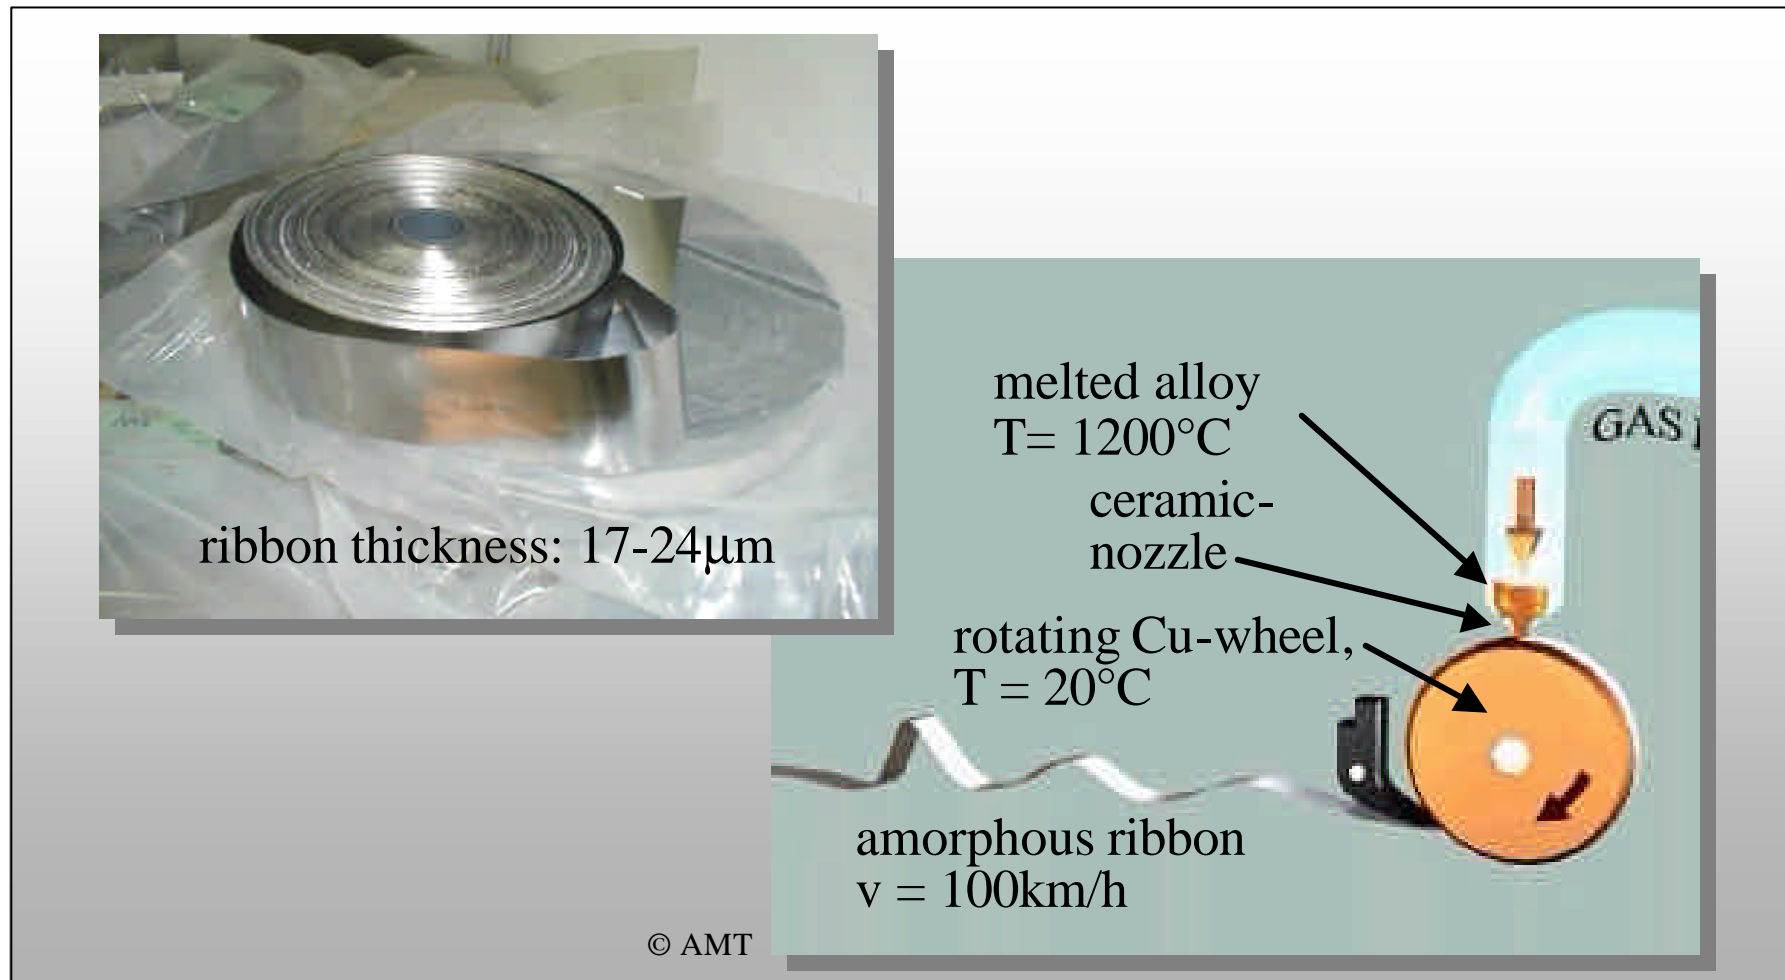 ribbon thickness: 17-24μm
melted alloy
T= 1200°C
GAS
ceramic-
nozzle
rotating Cu-wheel,
T = 20°C
amorphous ribbon
v = 100km/h
© AMT